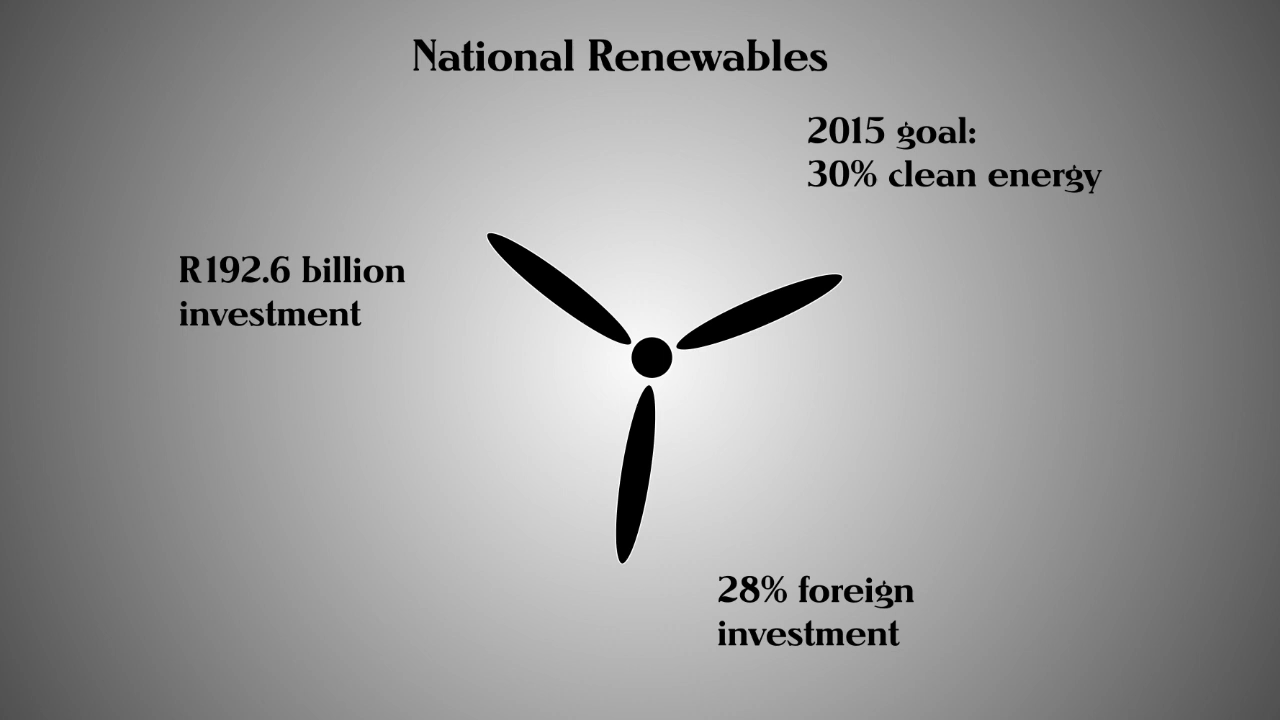 National Renewables
2015 goal:
30% clean energy
R192.6 billion
investment
28% foreign
investment